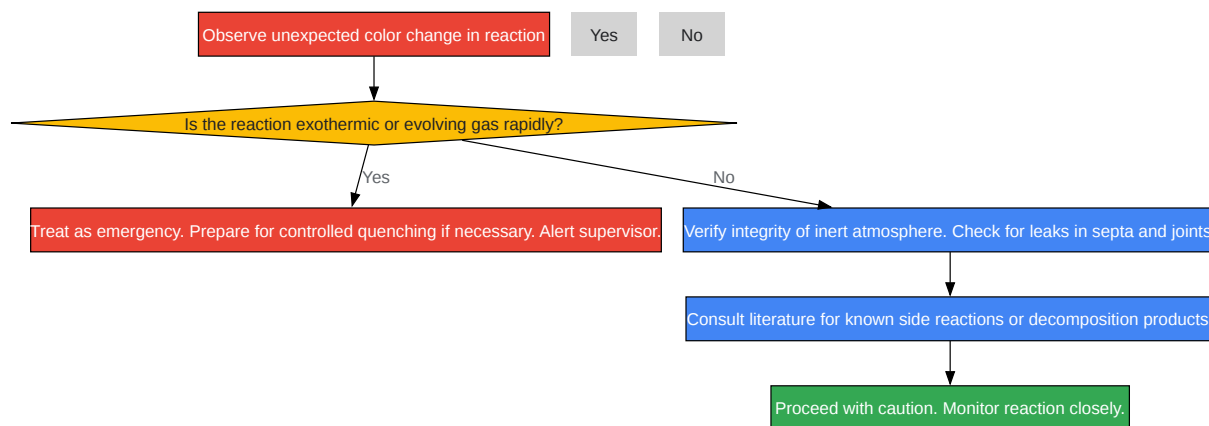 Observe unexpected color change in reaction
Yes
No
Is the reaction exothermic or evolving gas rapidly?
Yes
No
Treat as emergency. Prepare for controlled quenching if necessary. Alert supervisor.
Verify integrity of inert atmosphere. Check for leaks in septa and joints
Consult literature for known side reactions or decomposition products
Proceed with caution. Monitor reaction closely.